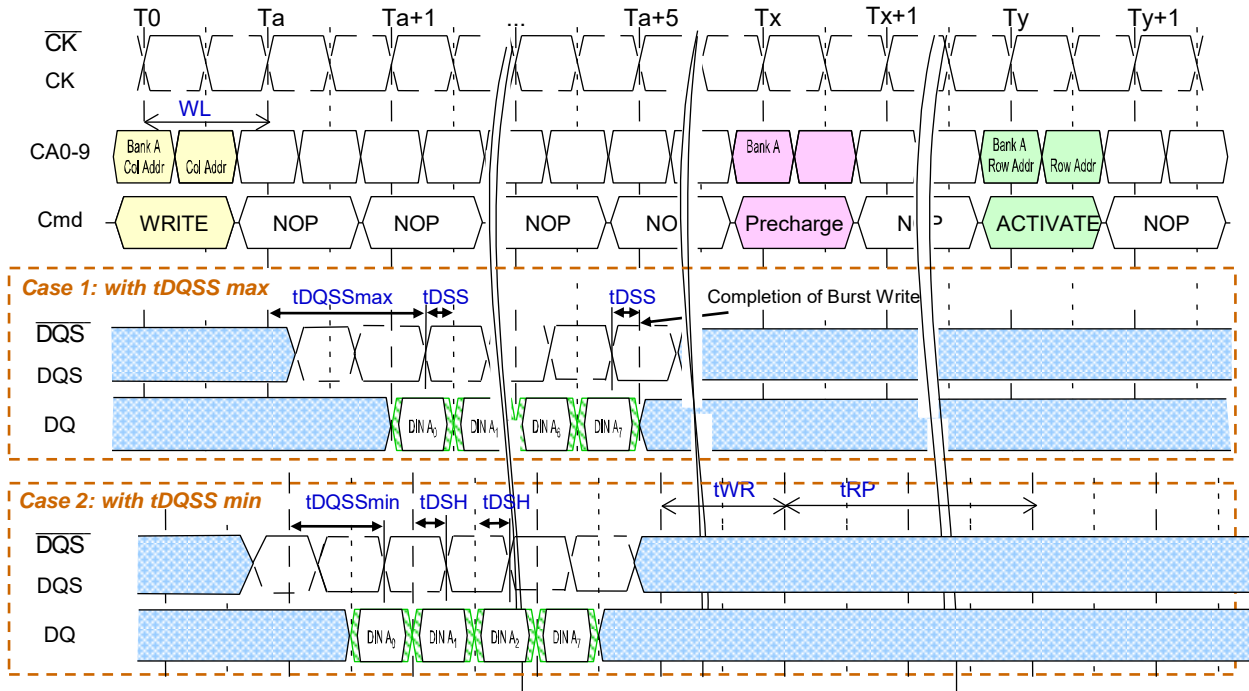 T0 Ta Ta+1 ... Ta+5 Tx Tx+1 Ty Ty+1
CK
CK
WL
CA0-9
Bank A
Col Addr
Col Addr
Bank A
Bank A
Row Addr
Row Addr
Cmd WRITE NOP NOP NOP NO Precharge ACTIVATE NOP
Case 1: with tDQSS max
tDQSSmax tDSS tDSS Completion of Burst Write
DQS
DQS
DQ DIN A0 DIN A1 DIN A6 DIN A7
Case 2: with tDQSS min
tDQSSmin tDSH tDSH tWR tRP
DQS
DQS
DQ DIN A0 DIN A1 DIN A2 DIN A7